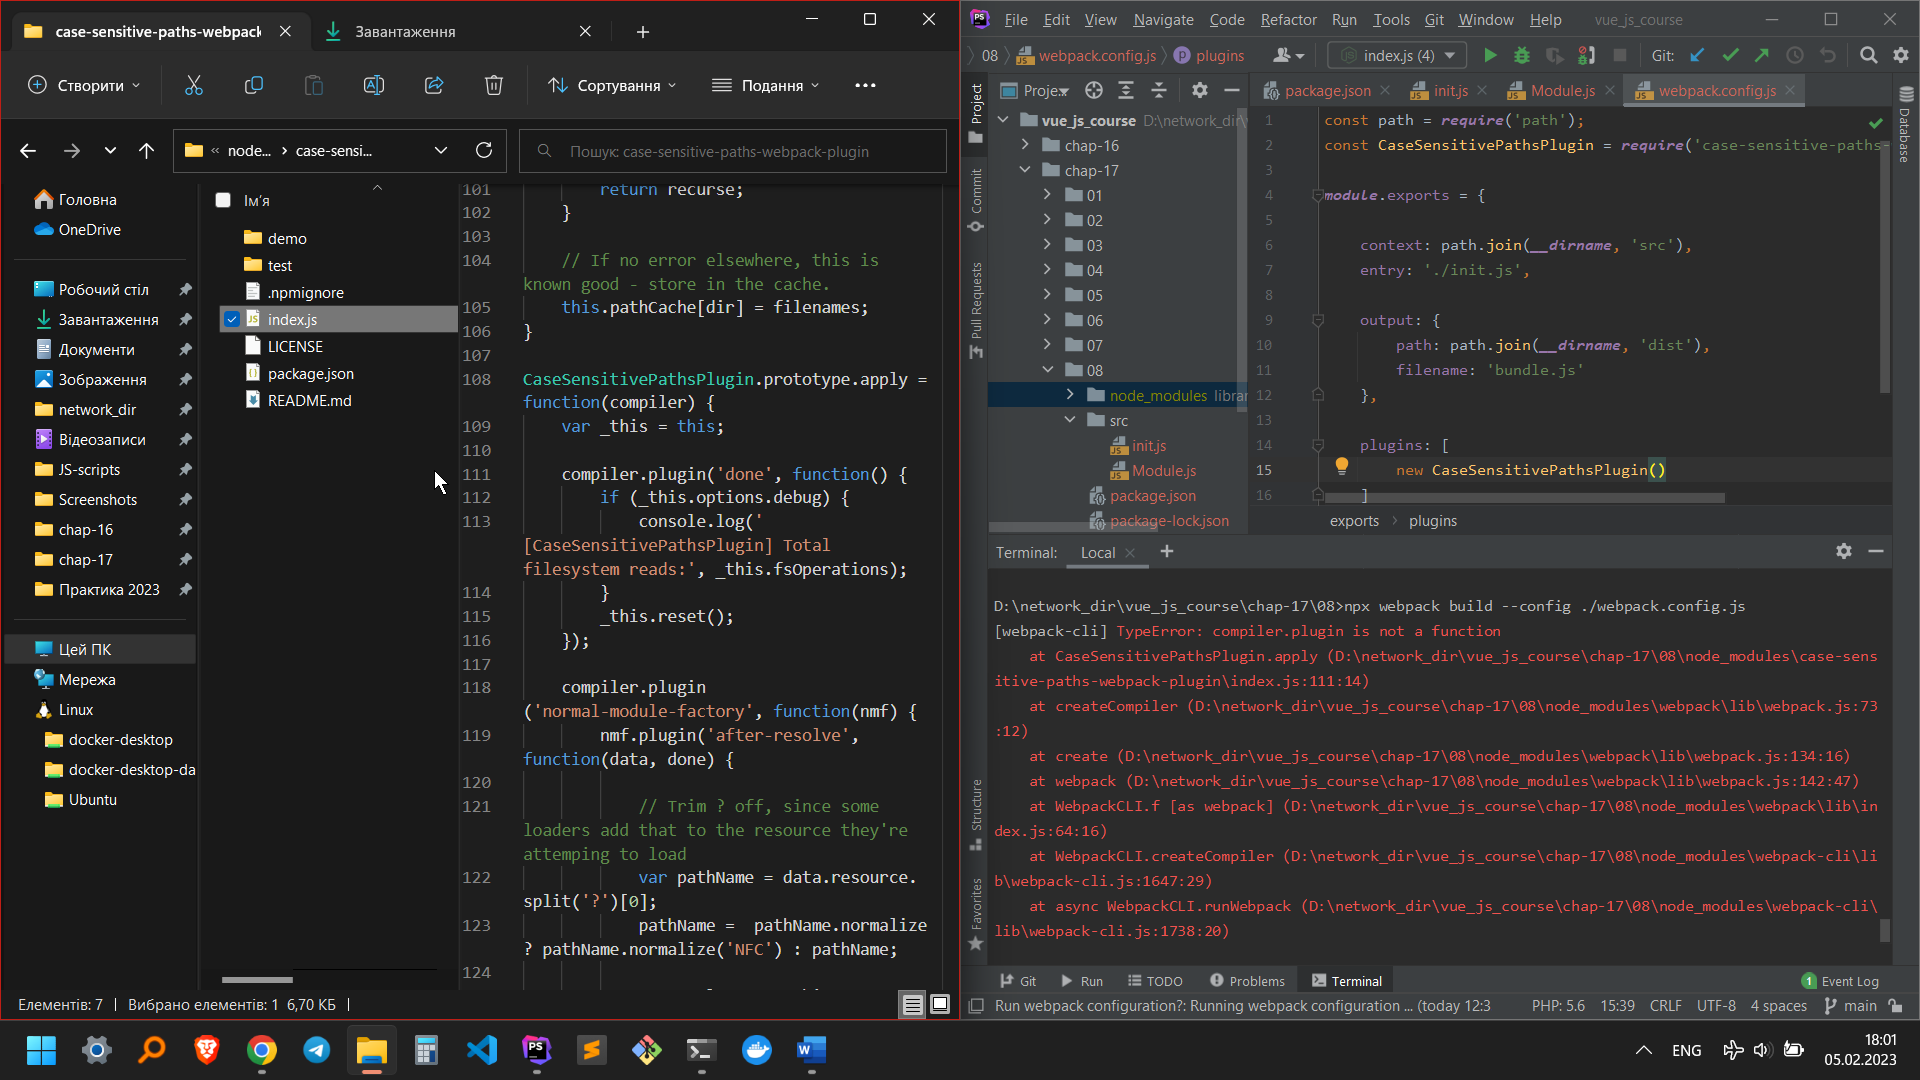 case-sensitive-paths-webpack
Завантаження
Створити
Сортування
Подання
« node... > case-sensi...
Пошук: case-sensitive-paths-webpack-plugin
Головна
OneDrive
Робочий стіл
Завантаження
Документи
Зображення
network_dir
Відеозаписи
JS-scripts
Screenshots
chap-16
chap-17
Практика 2023
Цей ПК
Мережа
Linux
docker-desktop
docker-desktop-da
Ubuntu
Ім'я
demo
test
.npmignore
index.js
LICENSE
package.json
README.md
101 return recurse;
102 }
103
104 // If no error elsewhere, this is
known good - store in the cache.
105 this.pathCache[dir] = filenames;
106 }
107
108 CaseSensitivePathsPlugin.prototype.apply =
function(compiler) {
109 var _this = this;
110
111 compiler.plugin('done', function() {
112 if (_this.options.debug) {
113 console.log('
[CaseSensitivePathsPlugin] Total
filesystem reads:', _this.fsOperations);
114 }
115 _this.reset();
116 });
117
118 compiler.plugin
('normal-module-factory', function(nmf) {
119 nmf.plugin('after-resolve',
function(data, done) {
120
121 // Trim ? off, since some
loaders add that to the resource they're
attemping to load
122 var pathName = data.resource.
split('?')[0];
123 pathName = pathName.normalize
? pathName.normalize('NFC') : pathName;
124
Елементів: 7 | Вибрано елементів: 1 6,70 КБ |
File Edit View Navigate Code Refactor Run Tools Git Window Help vue_js_course
08 webpack.config.js plugins
index.js (4)
Git:
Project
Commit
Pull Requests
Structure
Favorites
Database
Proje
vue_js_course D:\network_dir\
chap-16
chap-17
01
02
03
04
05
06
07
08
node_modules librar
src
init.js
Module.js
package.json
package-lock.json
package.json init.js Module.js webpack.config.js
1 const path = require('path');
2 const CaseSensitivePathsPlugin = require('case-sensitive-paths-
3
4 module.exports = {
5
6 context: path.join(__dirname, 'src'),
7 entry: './init.js',
8
9 output: {
10 path: path.join(__dirname, 'dist'),
11 filename: 'bundle.js'
12 },
13
14 plugins: [
15 new CaseSensitivePathsPlugin()
16 ]
exports > plugins
Terminal: Local
D:\network_dir\vue_js_course\chap-17\08>npx webpack build --config ./webpack.config.js
[webpack-cli] TypeError: compiler.plugin is not a function
at CaseSensitivePathsPlugin.apply (D:\network_dir\vue_js_course\chap-17\08\node_modules\case-sens
itive-paths-webpack-plugin\index.js:111:14)
at createCompiler (D:\network_dir\vue_js_course\chap-17\08\node_modules\webpack\lib\webpack.js:73
:12)
at create (D:\network_dir\vue_js_course\chap-17\08\node_modules\webpack\lib\webpack.js:134:16)
at webpack (D:\network_dir\vue_js_course\chap-17\08\node_modules\webpack\lib\webpack.js:142:47)
at WebpackCLI.f [as webpack] (D:\network_dir\vue_js_course\chap-17\08\node_modules\webpack\lib\in
dex.js:64:16)
at WebpackCLI.createCompiler (D:\network_dir\vue_js_course\chap-17\08\node_modules\webpack-cli\li
b\webpack-cli.js:1647:29)
at async WebpackCLI.runWebpack (D:\network_dir\vue_js_course\chap-17\08\node_modules\webpack-cli\
lib\webpack-cli.js:1738:20)
Git Run TODO Problems Terminal
1 Event Log
Run webpack configuration?: Running webpack configuration ... (today 12:3
PHP: 5.6 15:39 CRLF UTF-8 4 spaces main
ENG
18:01
05.02.2023